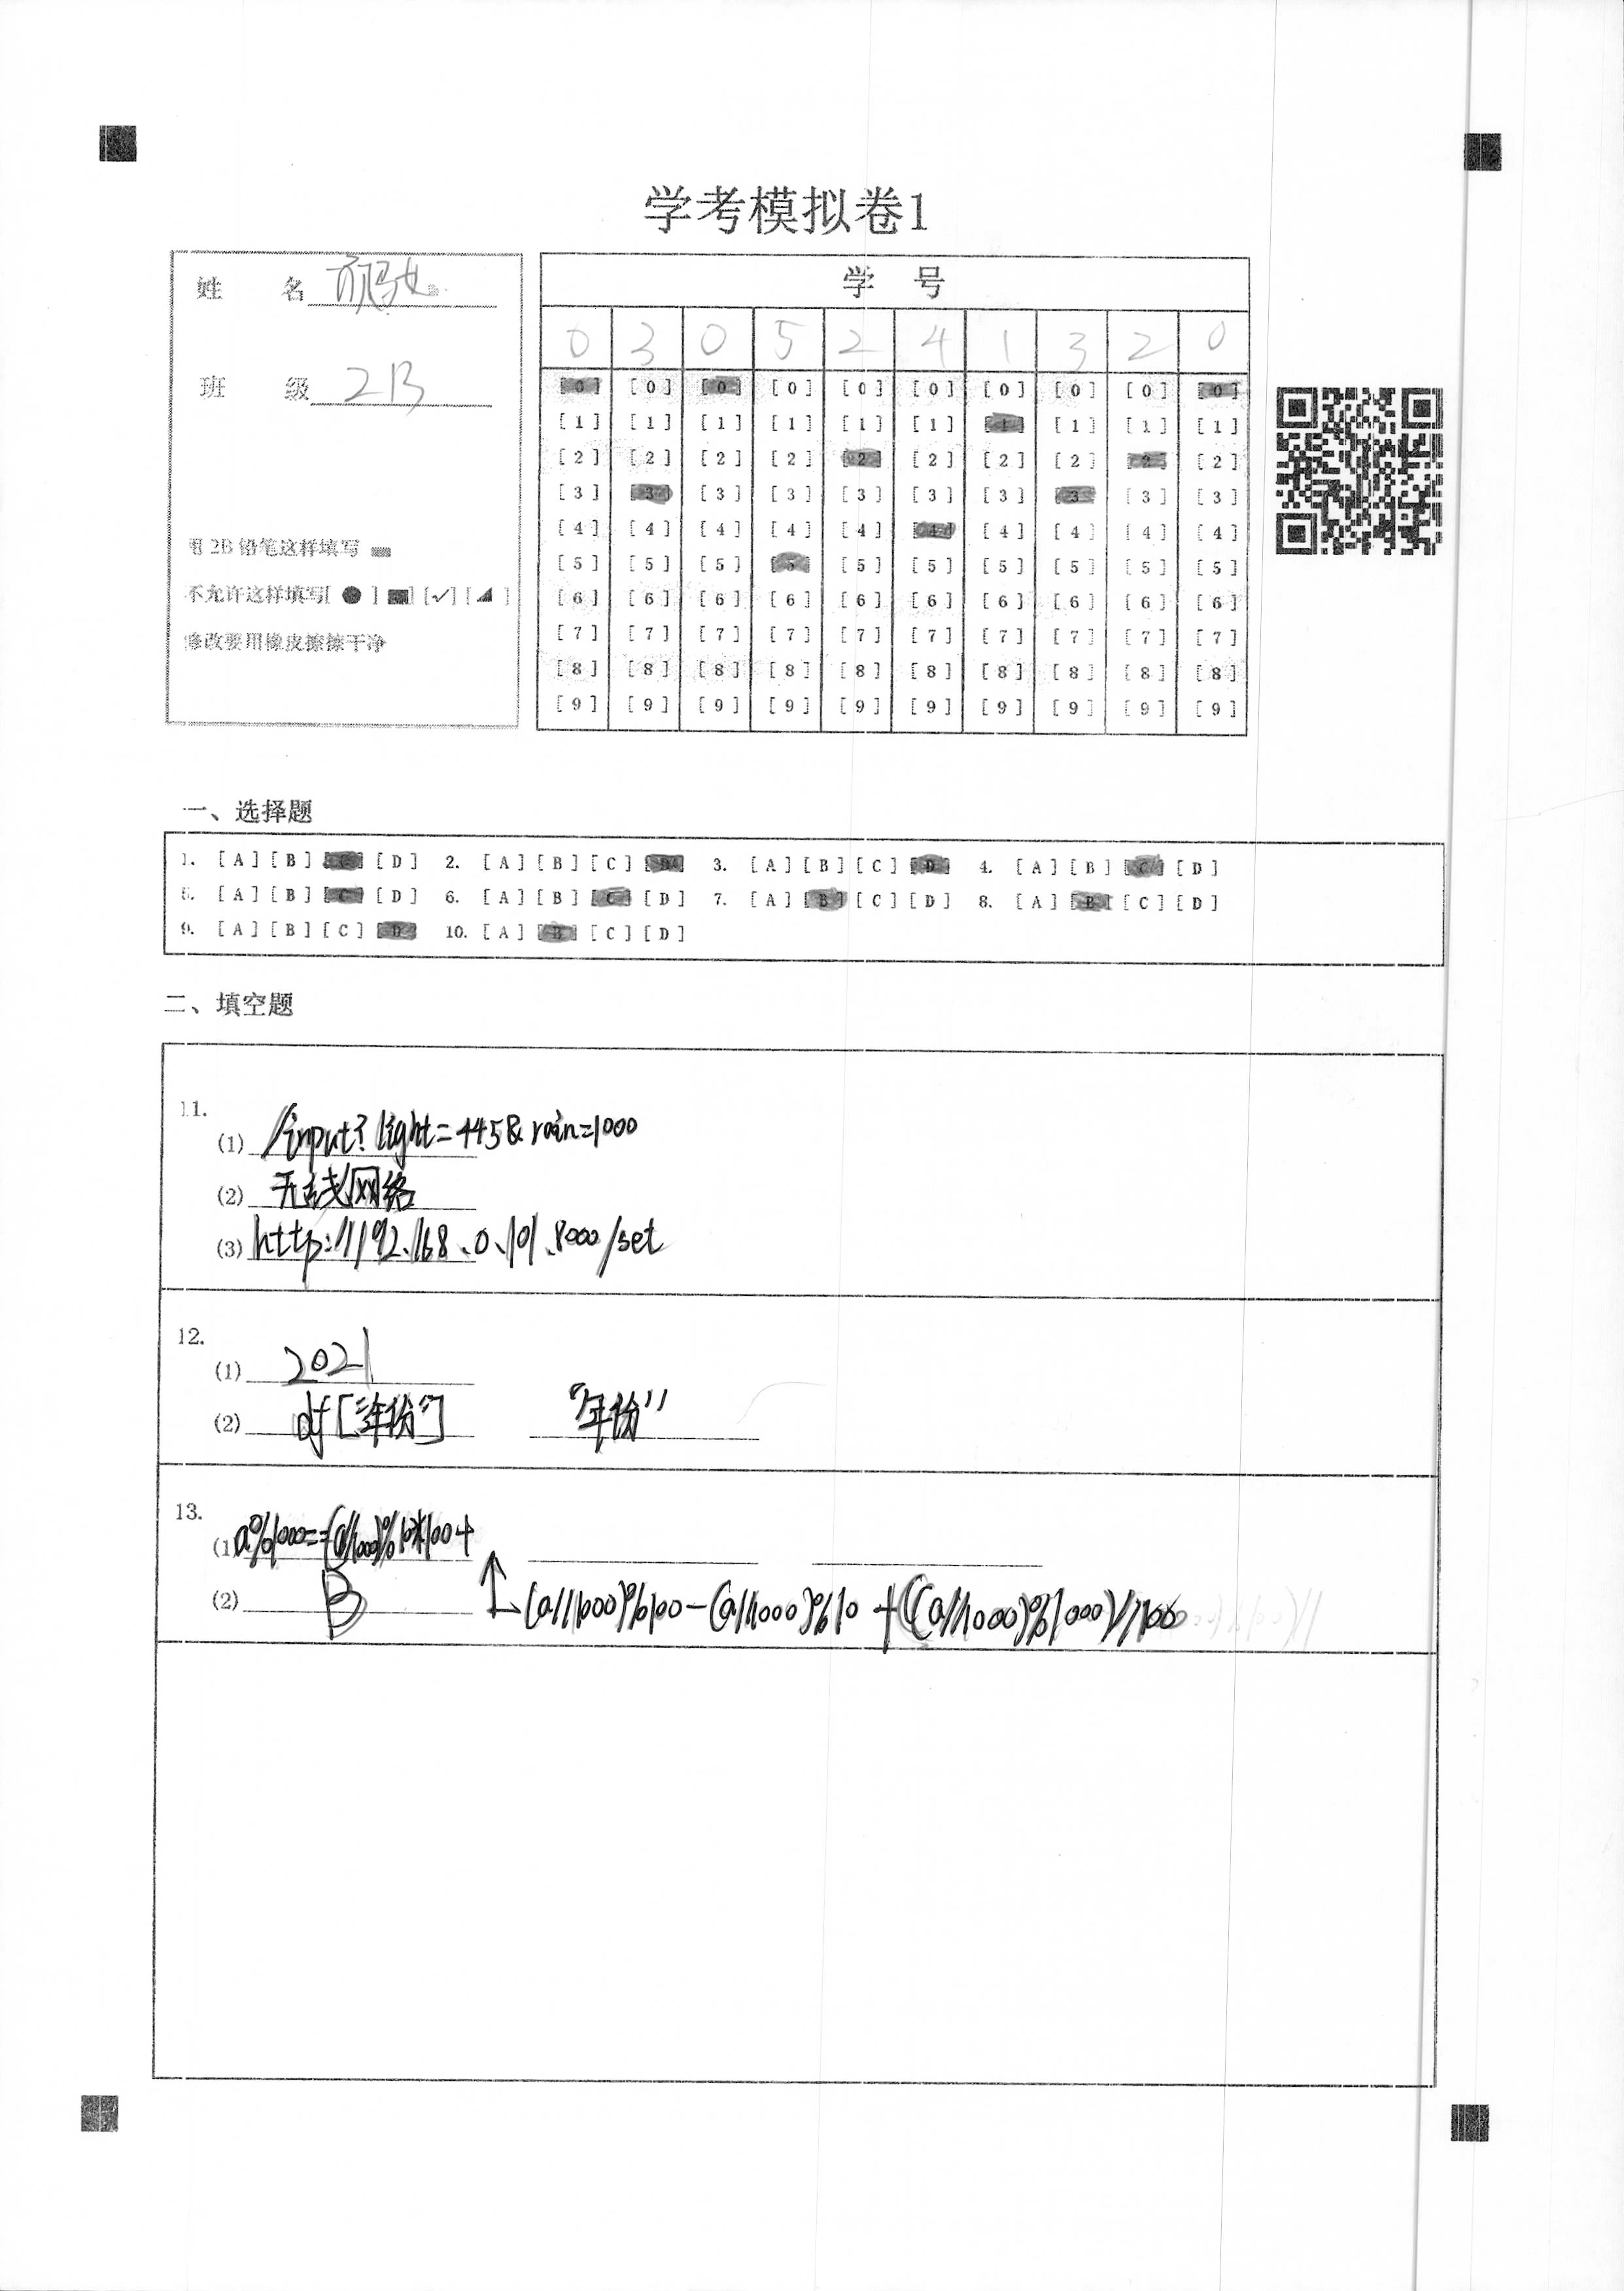 学考模拟卷1
姓 名
班 级 2B
用 2B 铅笔这样填写
不允许这样填写[ ● ] [✓] [ ]
修改要用橡皮擦擦干净
学 号
0 3 0 5 2 4 1 3 2 0
[0] [0] [0] [0] [0] [0] [0] [0] [0] [0]
[1] [1] [1] [1] [1] [1] [1] [1] [1] [1]
[2] [2] [2] [2] [2] [2] [2] [2] [2] [2]
[3] [3] [3] [3] [3] [3] [3] [3] [3] [3]
[4] [4] [4] [4] [4] [4] [4] [4] [4] [4]
[5] [5] [5] [5] [5] [5] [5] [5] [5] [5]
[6] [6] [6] [6] [6] [6] [6] [6] [6] [6]
[7] [7] [7] [7] [7] [7] [7] [7] [7] [7]
[8] [8] [8] [8] [8] [8] [8] [8] [8] [8]
[9] [9] [9] [9] [9] [9] [9] [9] [9] [9]
一、选择题
1. [A] [B] [C] [D] 2. [A] [B] [C] [D] 3. [A] [B] [C] [D] 4. [A] [B] [C] [D]
5. [A] [B] [C] [D] 6. [A] [B] [C] [D] 7. [A] [B] [C] [D] 8. [A] [B] [C] [D]
9. [A] [B] [C] [D] 10. [A] [B] [C] [D]
二、填空题
11.
(1) /input? light=445& rain=1000
(2) 无线网络
(3) http://192.168.0.101.8000/set
12.
(1) 2021
(2) df["年份"] "年份"
13.
(1) a%1000==(a//1000)%10*100+
(2) B (a//1000)%100-(a//1000)%10+((a//1000)%1000)//100